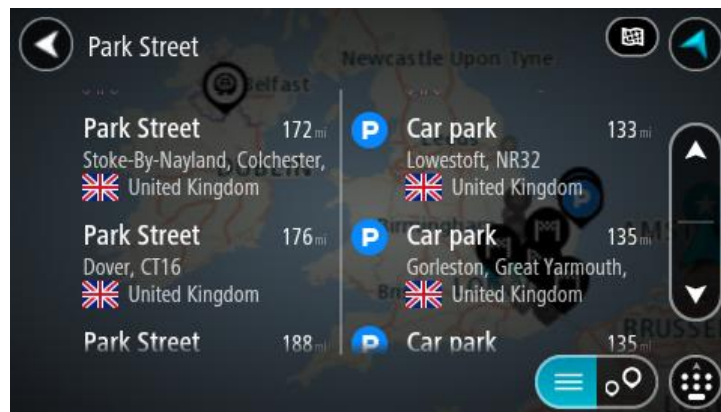 Park Street
Newcastle Upon Tyne
Belfast
Park Street 172 mi
Stoke-By-Nayland, Colchester,
United Kingdom
Park Street 176 mi
Dover, CT16
United Kingdom
Park Street 188 mi
P Car park 133 mi
Lowestoft, NR32
United Kingdom
P Car park 135 mi
Gorleston, Great Yarmouth,
United Kingdom
P Car park 135 mi
DUBLIN
Birmingham
P